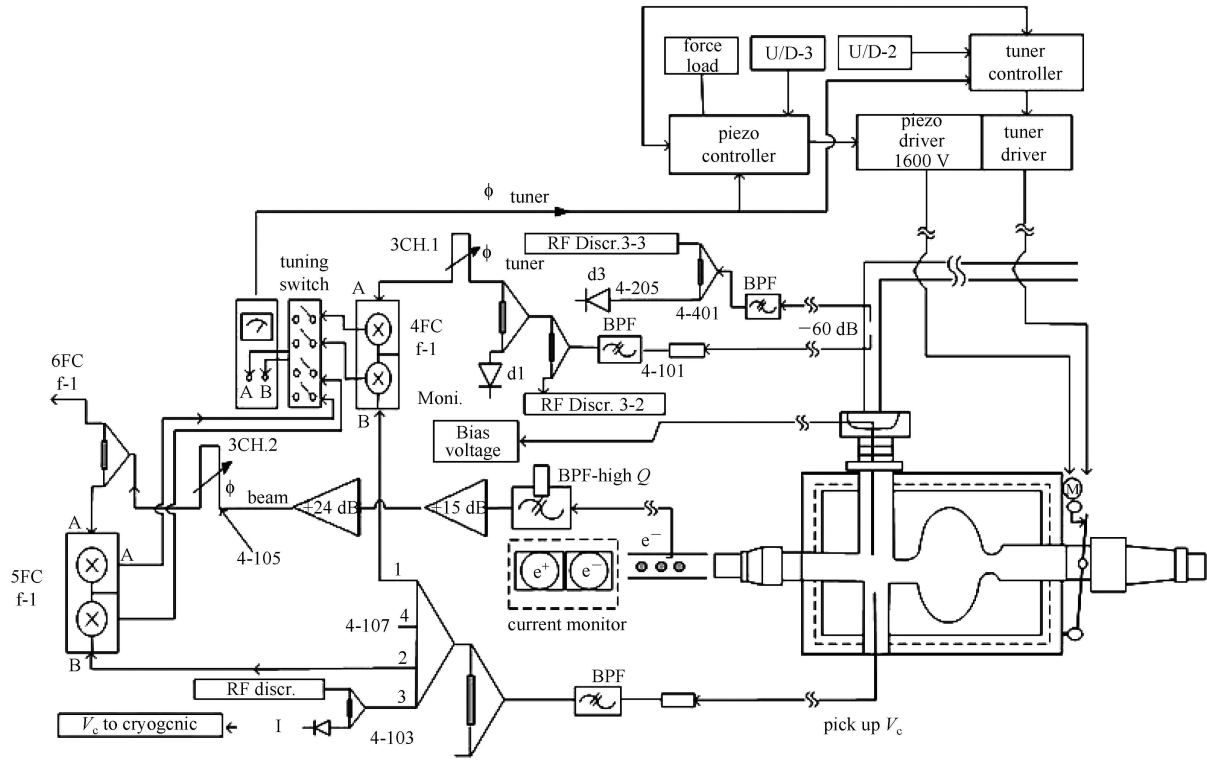 force
load
U/D-3
U/D-2
tuner
controller
piezo
controller
piezo
driver
1600 V
tuner
driver
ϕ tuner
3CH.1
ϕ
tuner
RF Discr.3-3
d3
4-205
4-401
BPF
−60 dB
tuning
switch
A
4FC
f-1
B
A B
BPF
4-101
d1
Moni.
RF Discr. 3-2
6FC
f-1
3CH.2
ϕ
beam
4-105
+24 dB
+15 dB
Bias
voltage
BPF-high Q
M
A
A
5FC
f-1
B
e−
e+
e−
current monitor
1
4
4-107
2
3
RF discr.
Vc to cryogcnic
I
4-103
BPF
pick up Vc